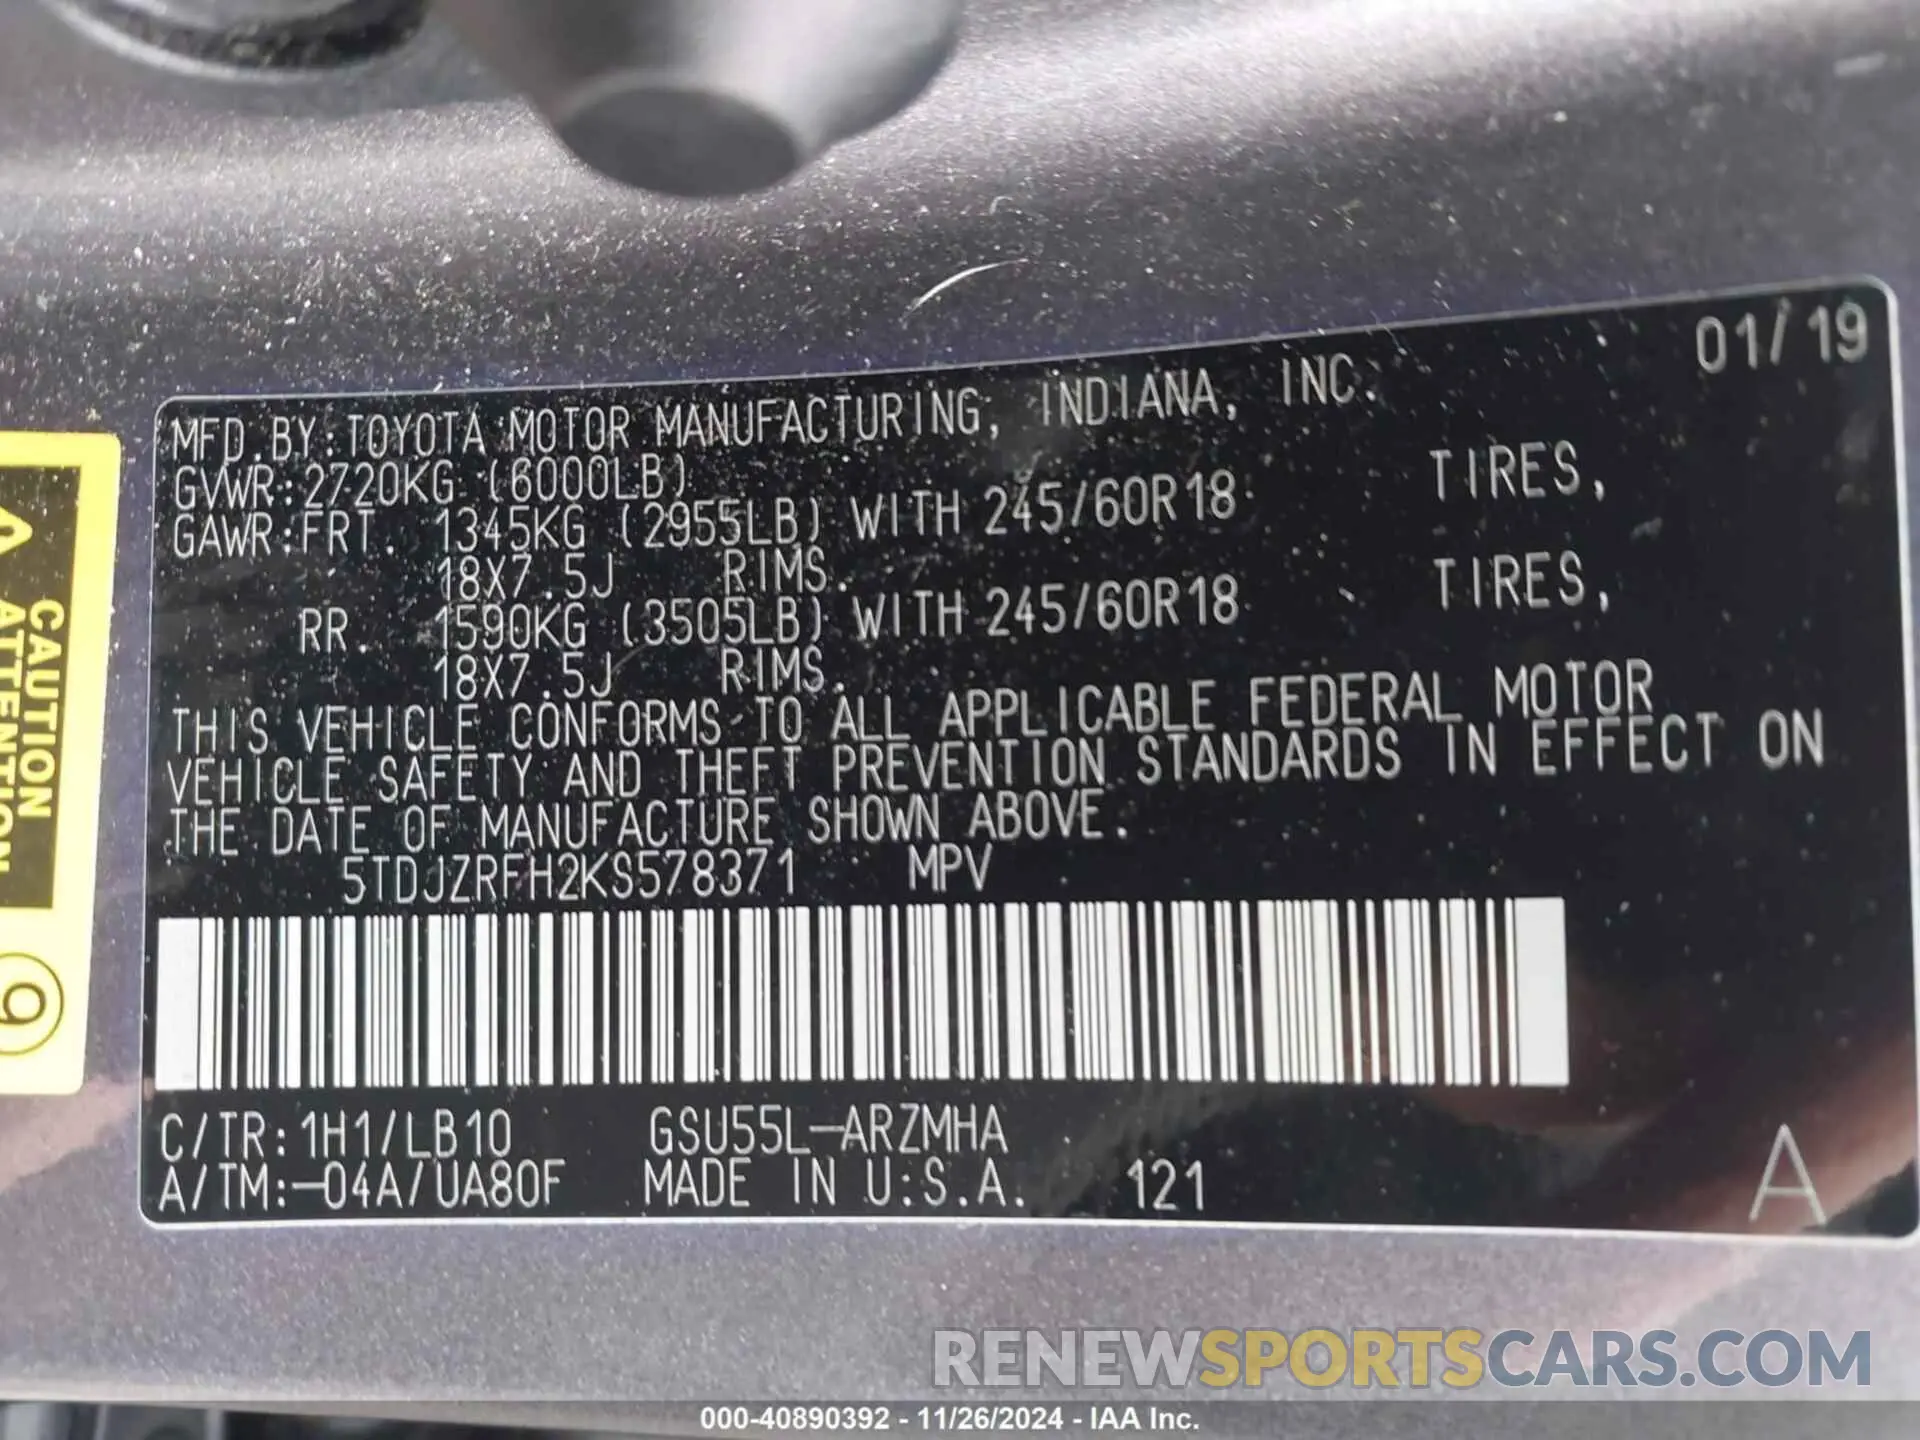 01/19
MFD.BY:TOYOTA MOTOR MANUFACTURING, INDIANA, INC.
GVWR:2720KG (6000LB)
GAWR:FRT. 1345KG (2955LB) WITH 245/60R18 TIRES,
18X7.5J RIMS.
RR. 1590KG (3505LB) WITH 245/60R18 TIRES,
18X7.5J RIMS.
THIS VEHICLE CONFORMS TO ALL APPLICABLE FEDERAL MOTOR
VEHICLE SAFETY AND THEFT PREVENTION STANDARDS IN EFFECT ON
THE DATE OF MANUFACTURE SHOWN ABOVE.
5TDJZRFH2KS578371 MPV
C/TR:1H1/LB10 GSU55L-ARZMHA
A/TM:-04A/UA80F MADE IN U.S.A. 121 A
CAUTION
ATTENTION
9
RENEWSPORTSCARS.COM
000-40890392 - 11/26/2024 - IAA Inc.